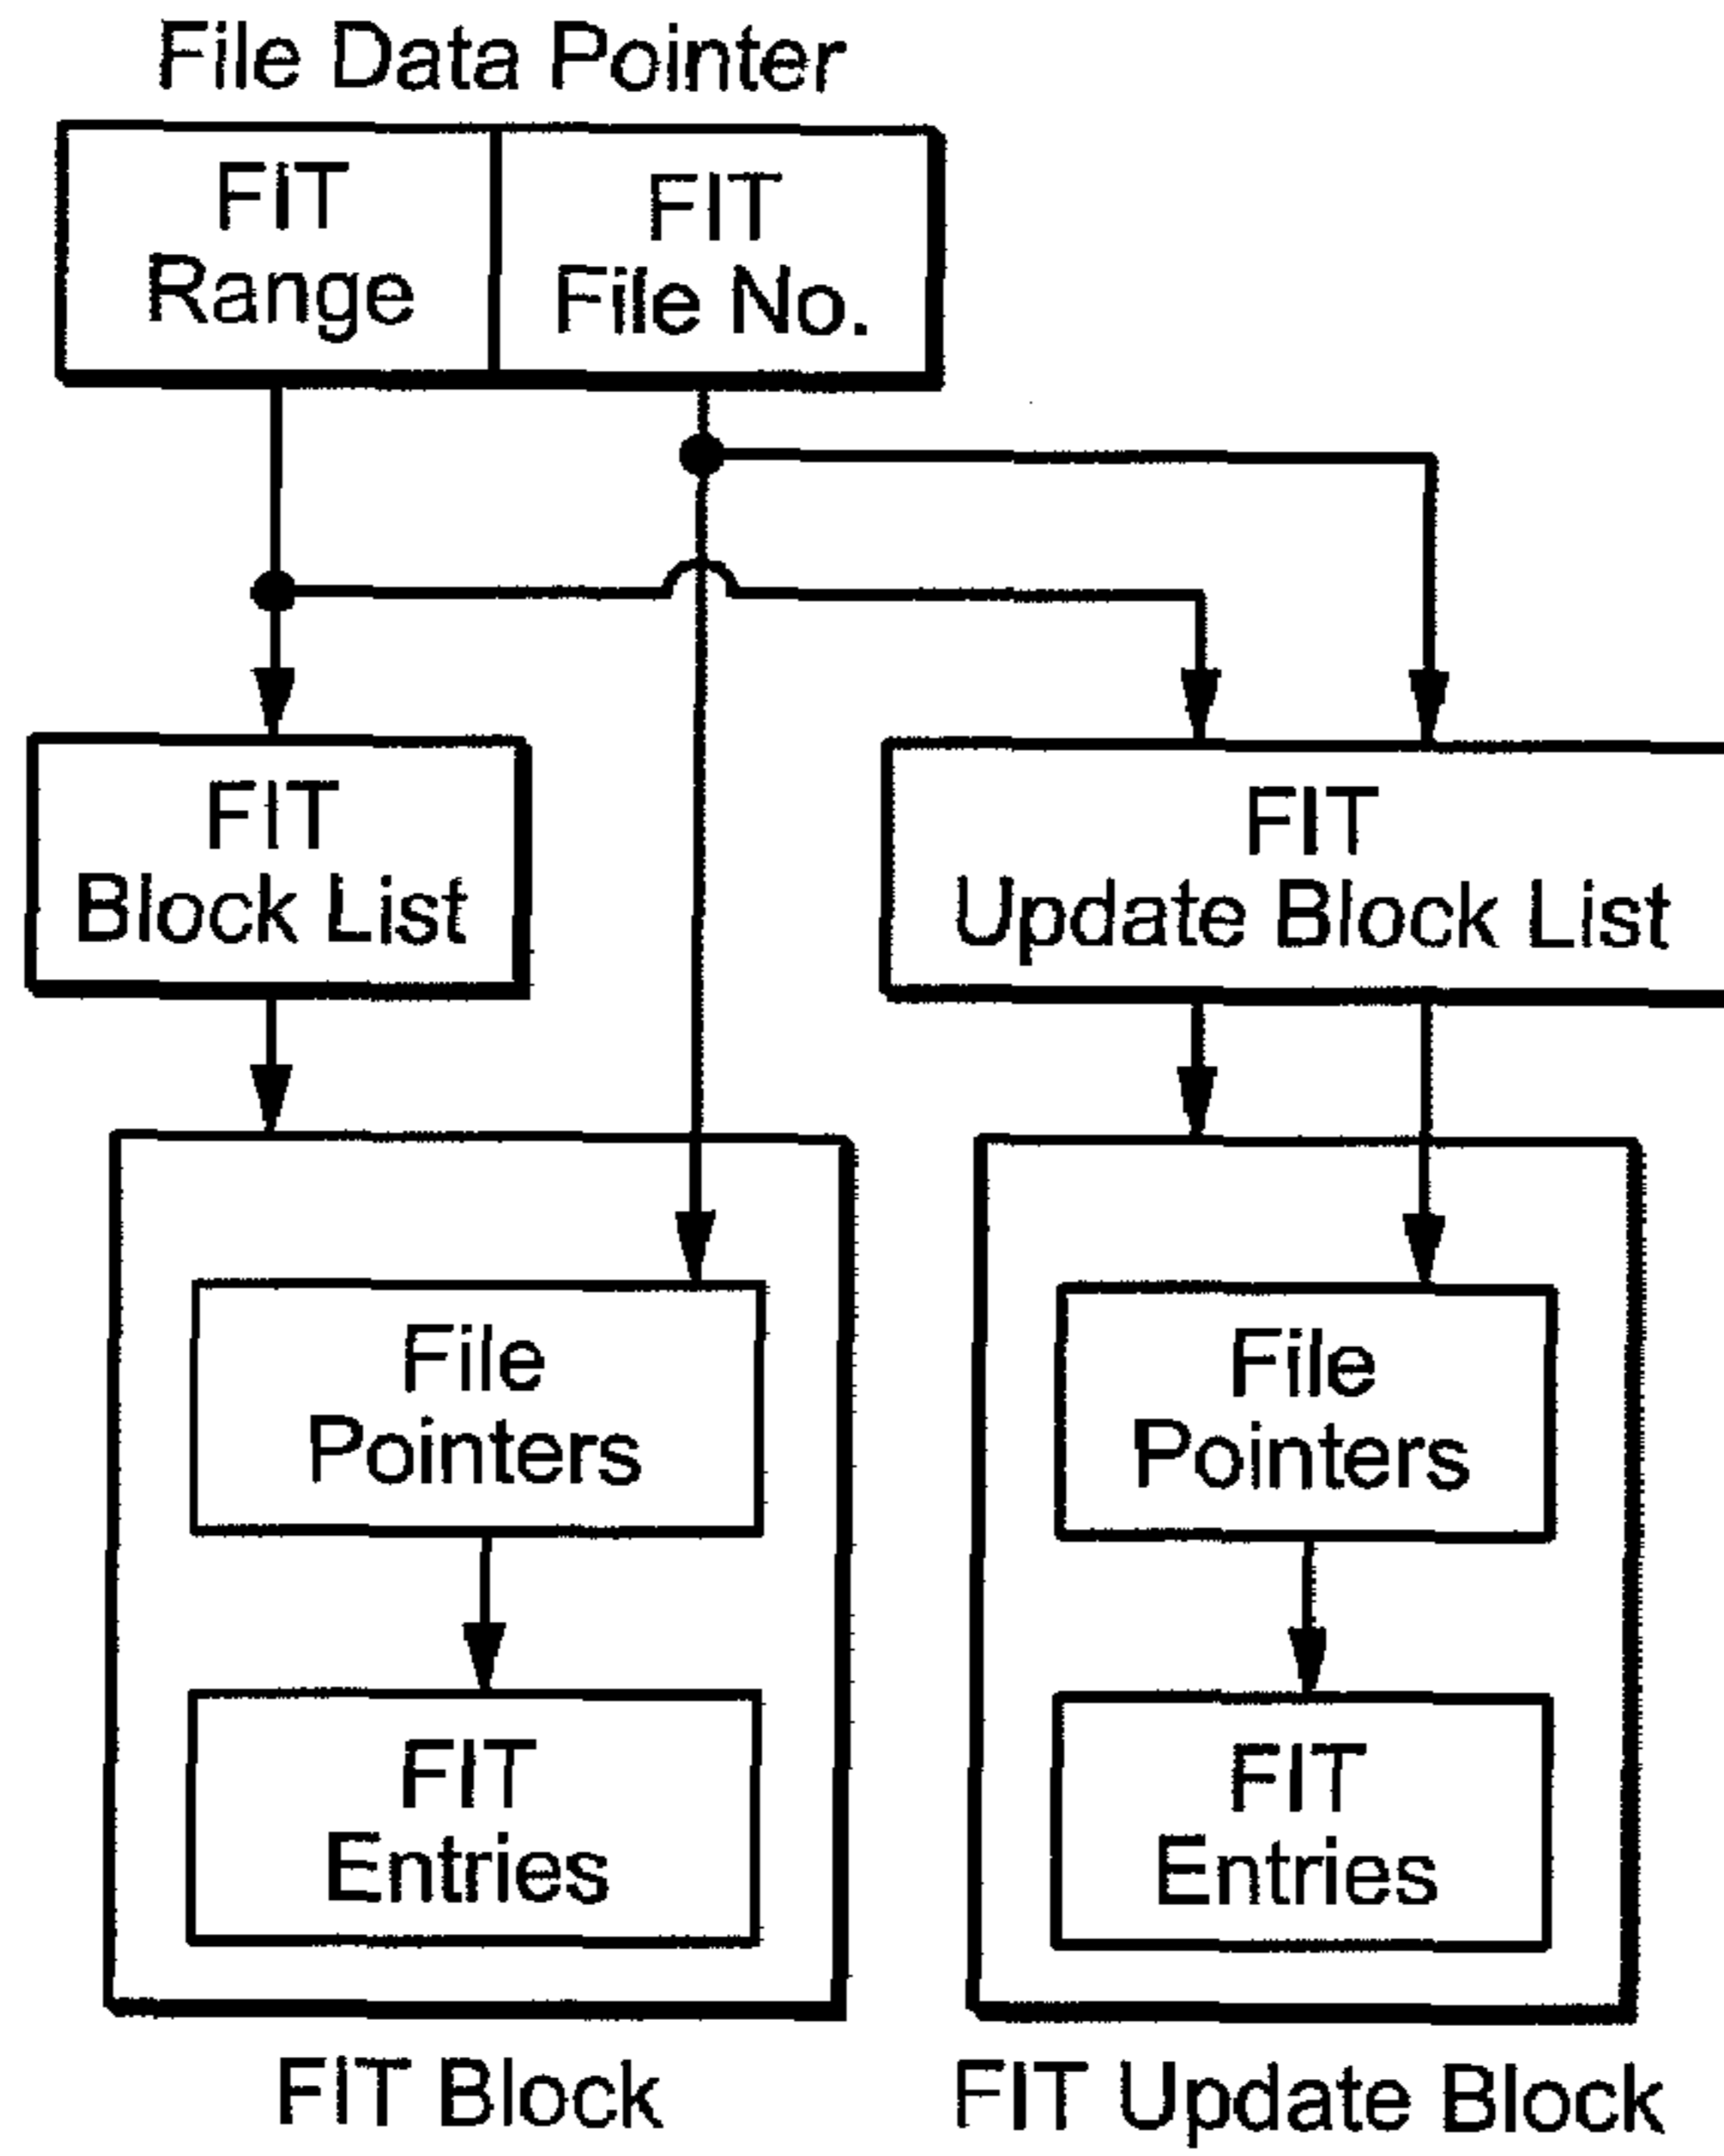 File Data Pointer
FIT
Range
FIT
File No.
FIT
Block List
FIT
Update Block List
File
Pointers
File
Pointers
FIT
Entries
FIT
Entries
FIT Block
FIT Update Block